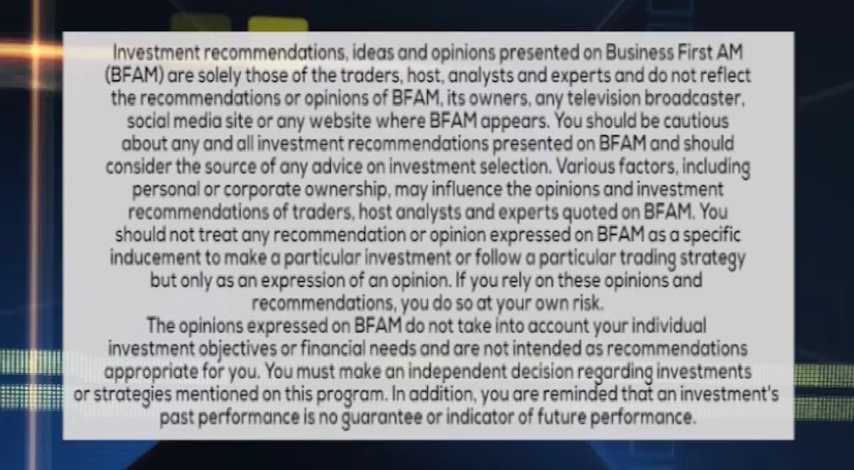 Investment recommendations, ideas and opinions presented on Business First AM
(BFAM) are solely those of the traders, host, analysts and experts and do not reflect
the recommendations or opinions of BFAM, its owners, any television broadcaster,
social media site or any website where BFAM appears. You should be cautious
about any and all investment recommendations presented on BFAM and should
consider the source of any advice on investment selection. Various factors, including
personal or corporate ownership, may influence the opinions and investment
recommendations of traders, host analysts and experts quoted on BFAM. You
should not treat any recommendation or opinion expressed on BFAM as a specific
inducement to make a particular investment or follow a particular trading strategy
but only as an expression of an opinion. If you rely on these opinions and
recommendations, you do so at your own risk.
The opinions expressed on BFAM do not take into account your individual
investment objectives or financial needs and are not intended as recommendations
appropriate for you. You must make an independent decision regarding investments
or strategies mentioned on this program. In addition, you are reminded that an investment's
past performance is no guarantee or indicator of future performance.